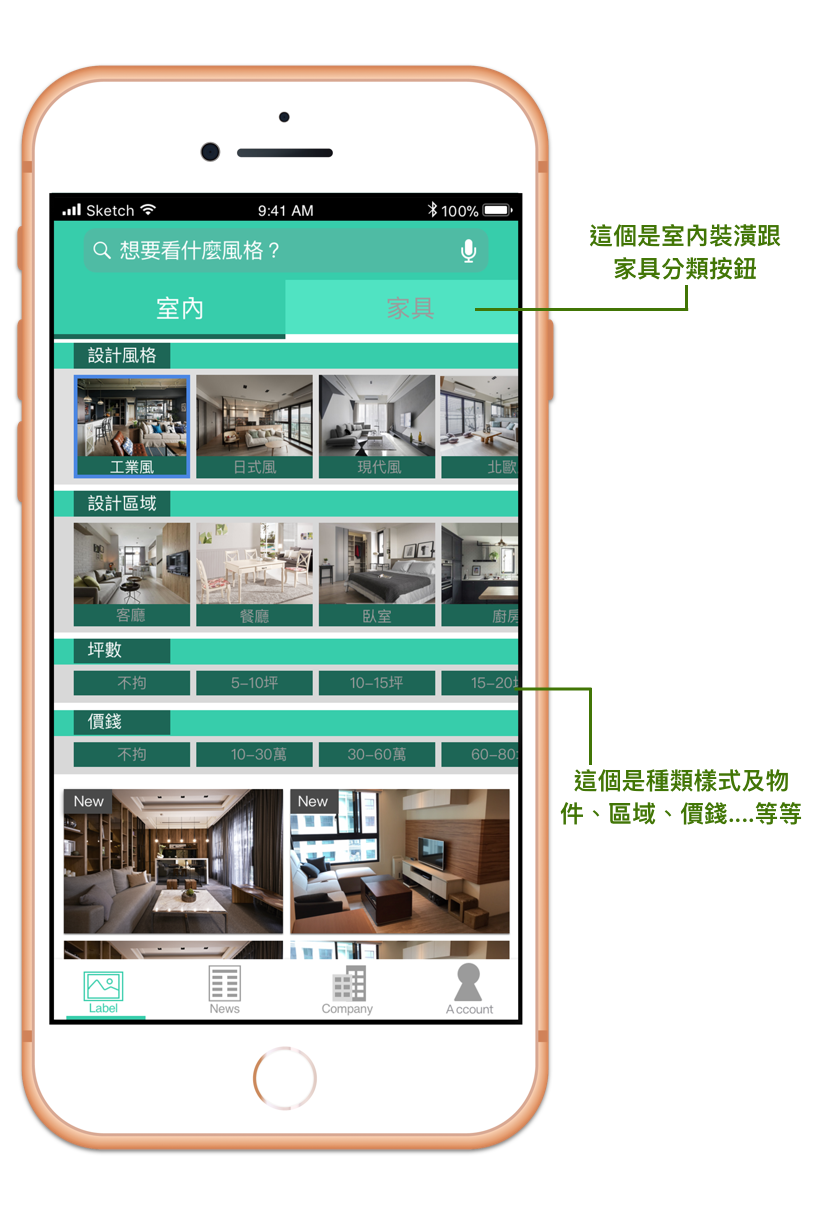 Sketch 9:41 AM 100%
想要看什麼風格？
室內 家具
設計風格
工業風 日式風 現代風 北歐
設計區域
客廳 餐廳 臥室 廚房
坪數
不拘 5–10坪 10–15坪 15–20坪
價錢
不拘 10–30萬 30–60萬 60–80
New New
Label News Company Account
這個是室內裝潢跟
家具分類按鈕
這個是種類樣式及物
件、區域、價錢....等等